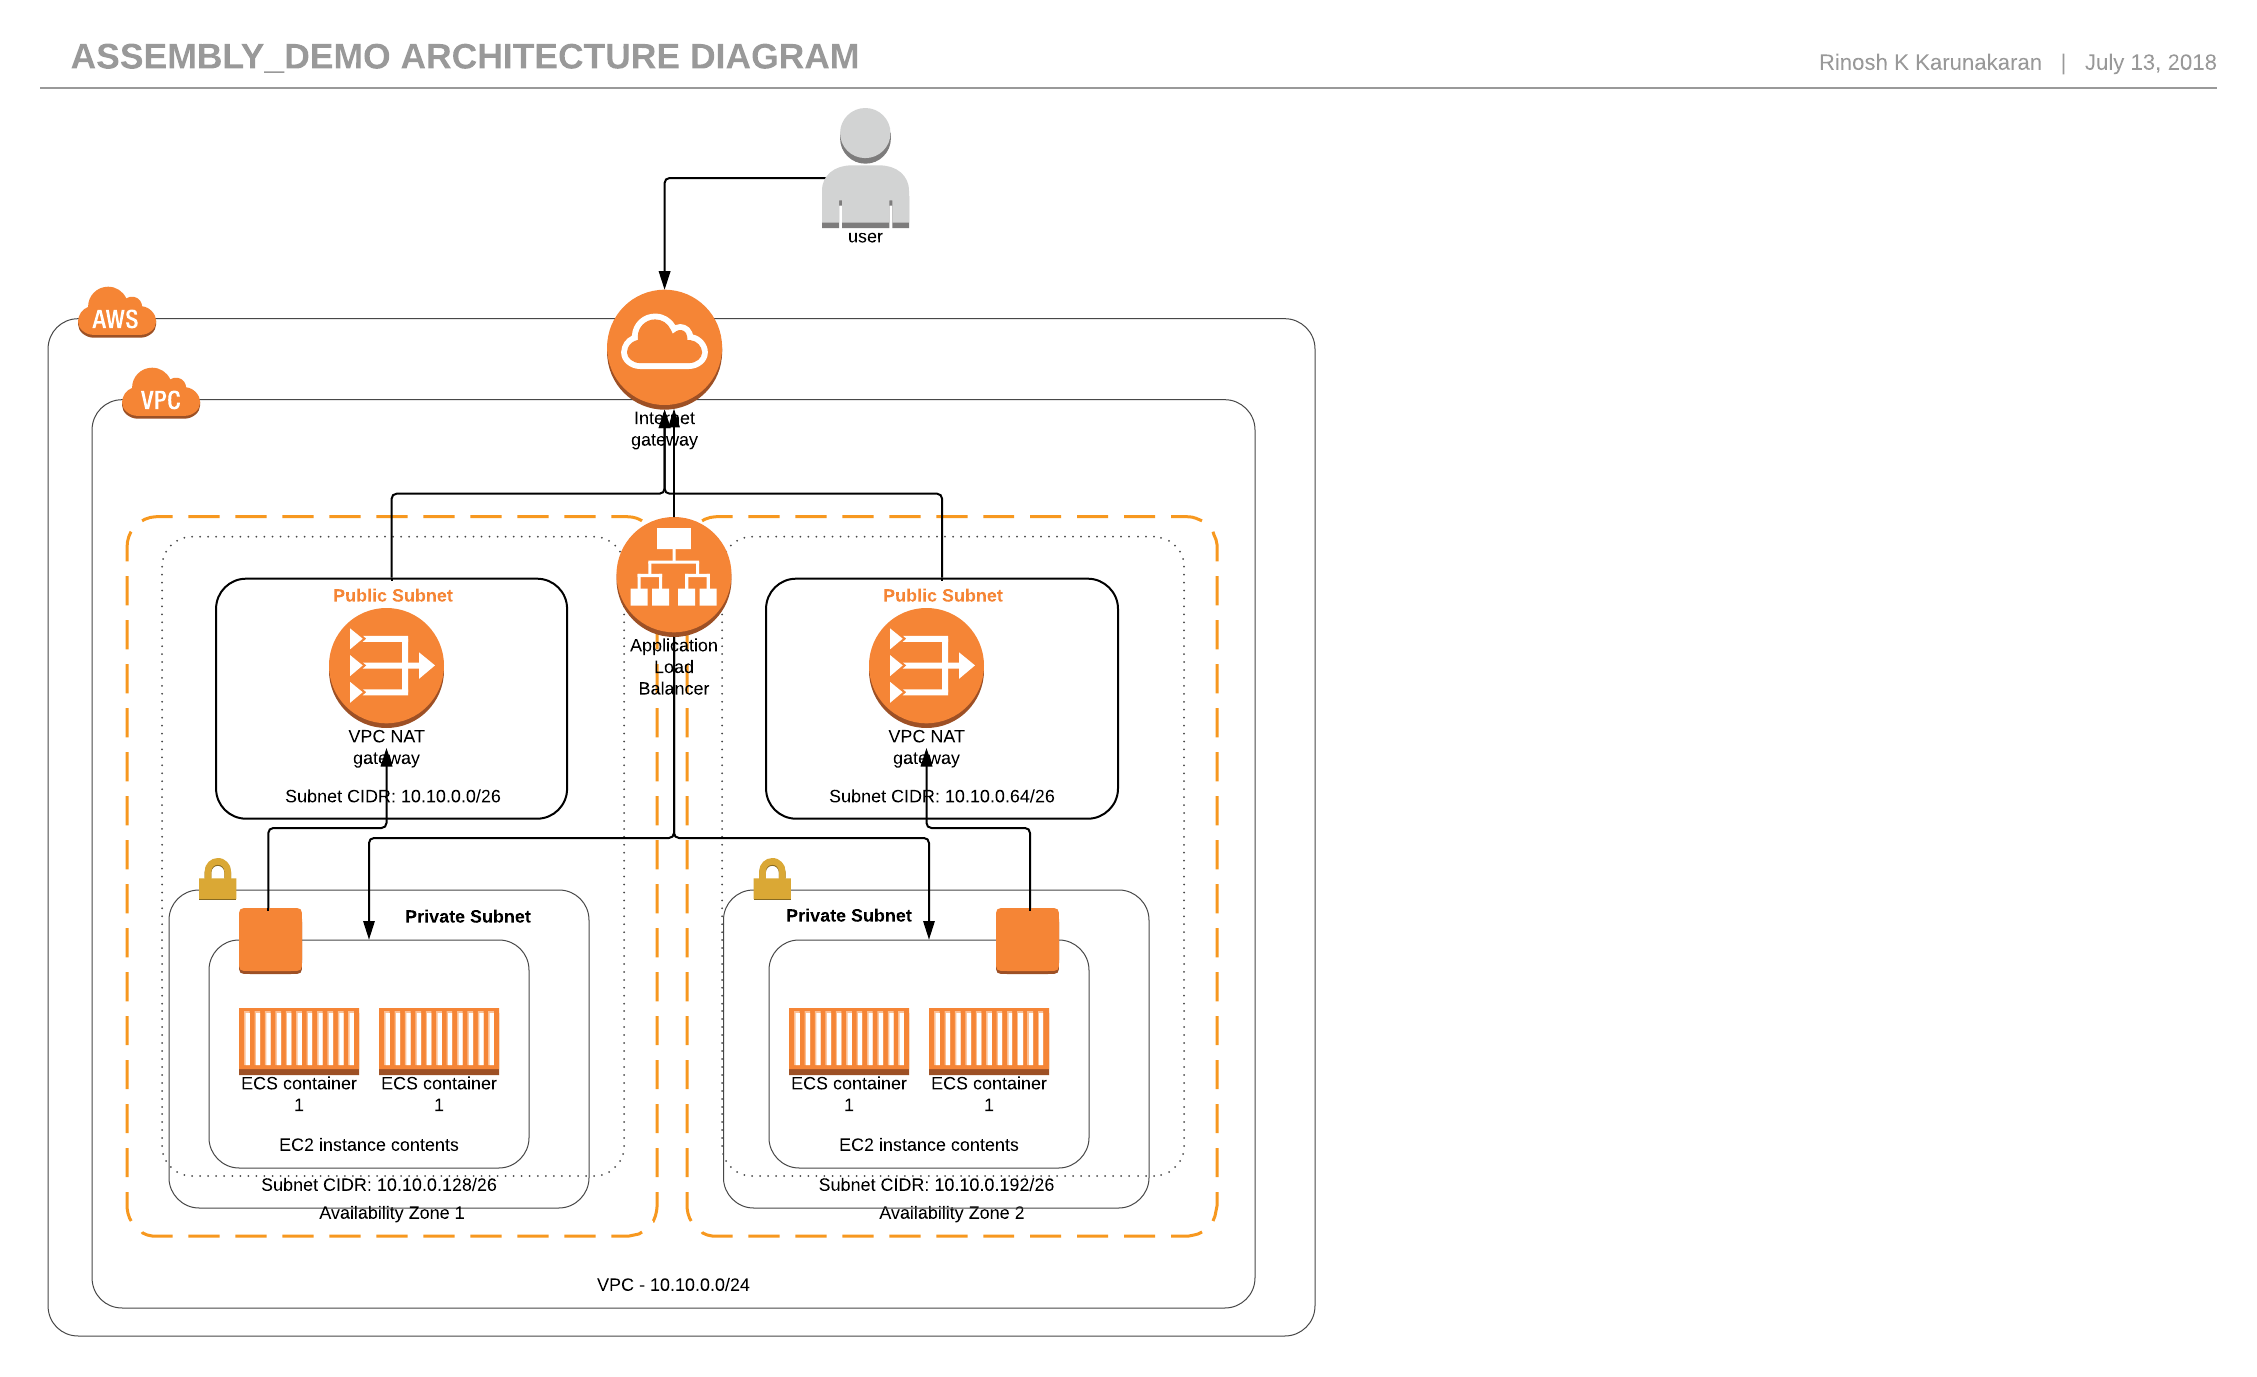 ASSEMBLY_DEMO ARCHITECTURE DIAGRAM
Rinosh K Karunakaran | July 13, 2018
user
AWS
VPC
Internet
gateway
Public Subnet
Public Subnet
Application
Load
Balancer
VPC NAT
gateway
VPC NAT
gateway
Subnet CIDR: 10.10.0.0/26
Subnet CIDR: 10.10.0.64/26
Private Subnet
Private Subnet
ECS container
1
ECS container
1
ECS container
1
ECS container
1
EC2 instance contents
EC2 instance contents
Subnet CIDR: 10.10.0.128/26
Subnet CIDR: 10.10.0.192/26
Availability Zone 1
Availability Zone 2
VPC - 10.10.0.0/24